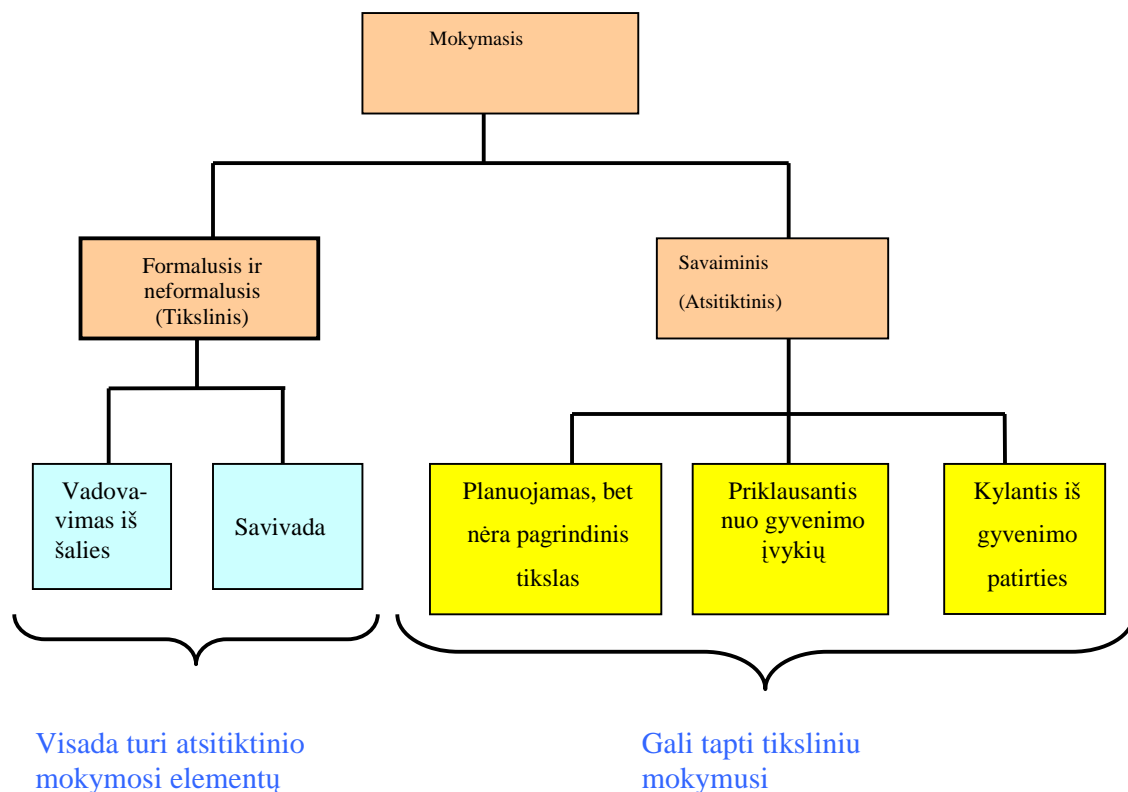 Mokymasis
Formalusis ir
neformalusis
(Tikslinis)
Savaiminis
(Atsitiktinis)
Vadova-
vimas iš
šalies
Savivada
Planuojamas, bet
nėra pagrindinis
tikslas
Priklausantis
nuo gyvenimo
įvykių
Kylantis iš
gyvenimo
patirties
Visada turi atsitiktinio
mokymosi elementų
Gali tapti tiksliniu
mokymusi